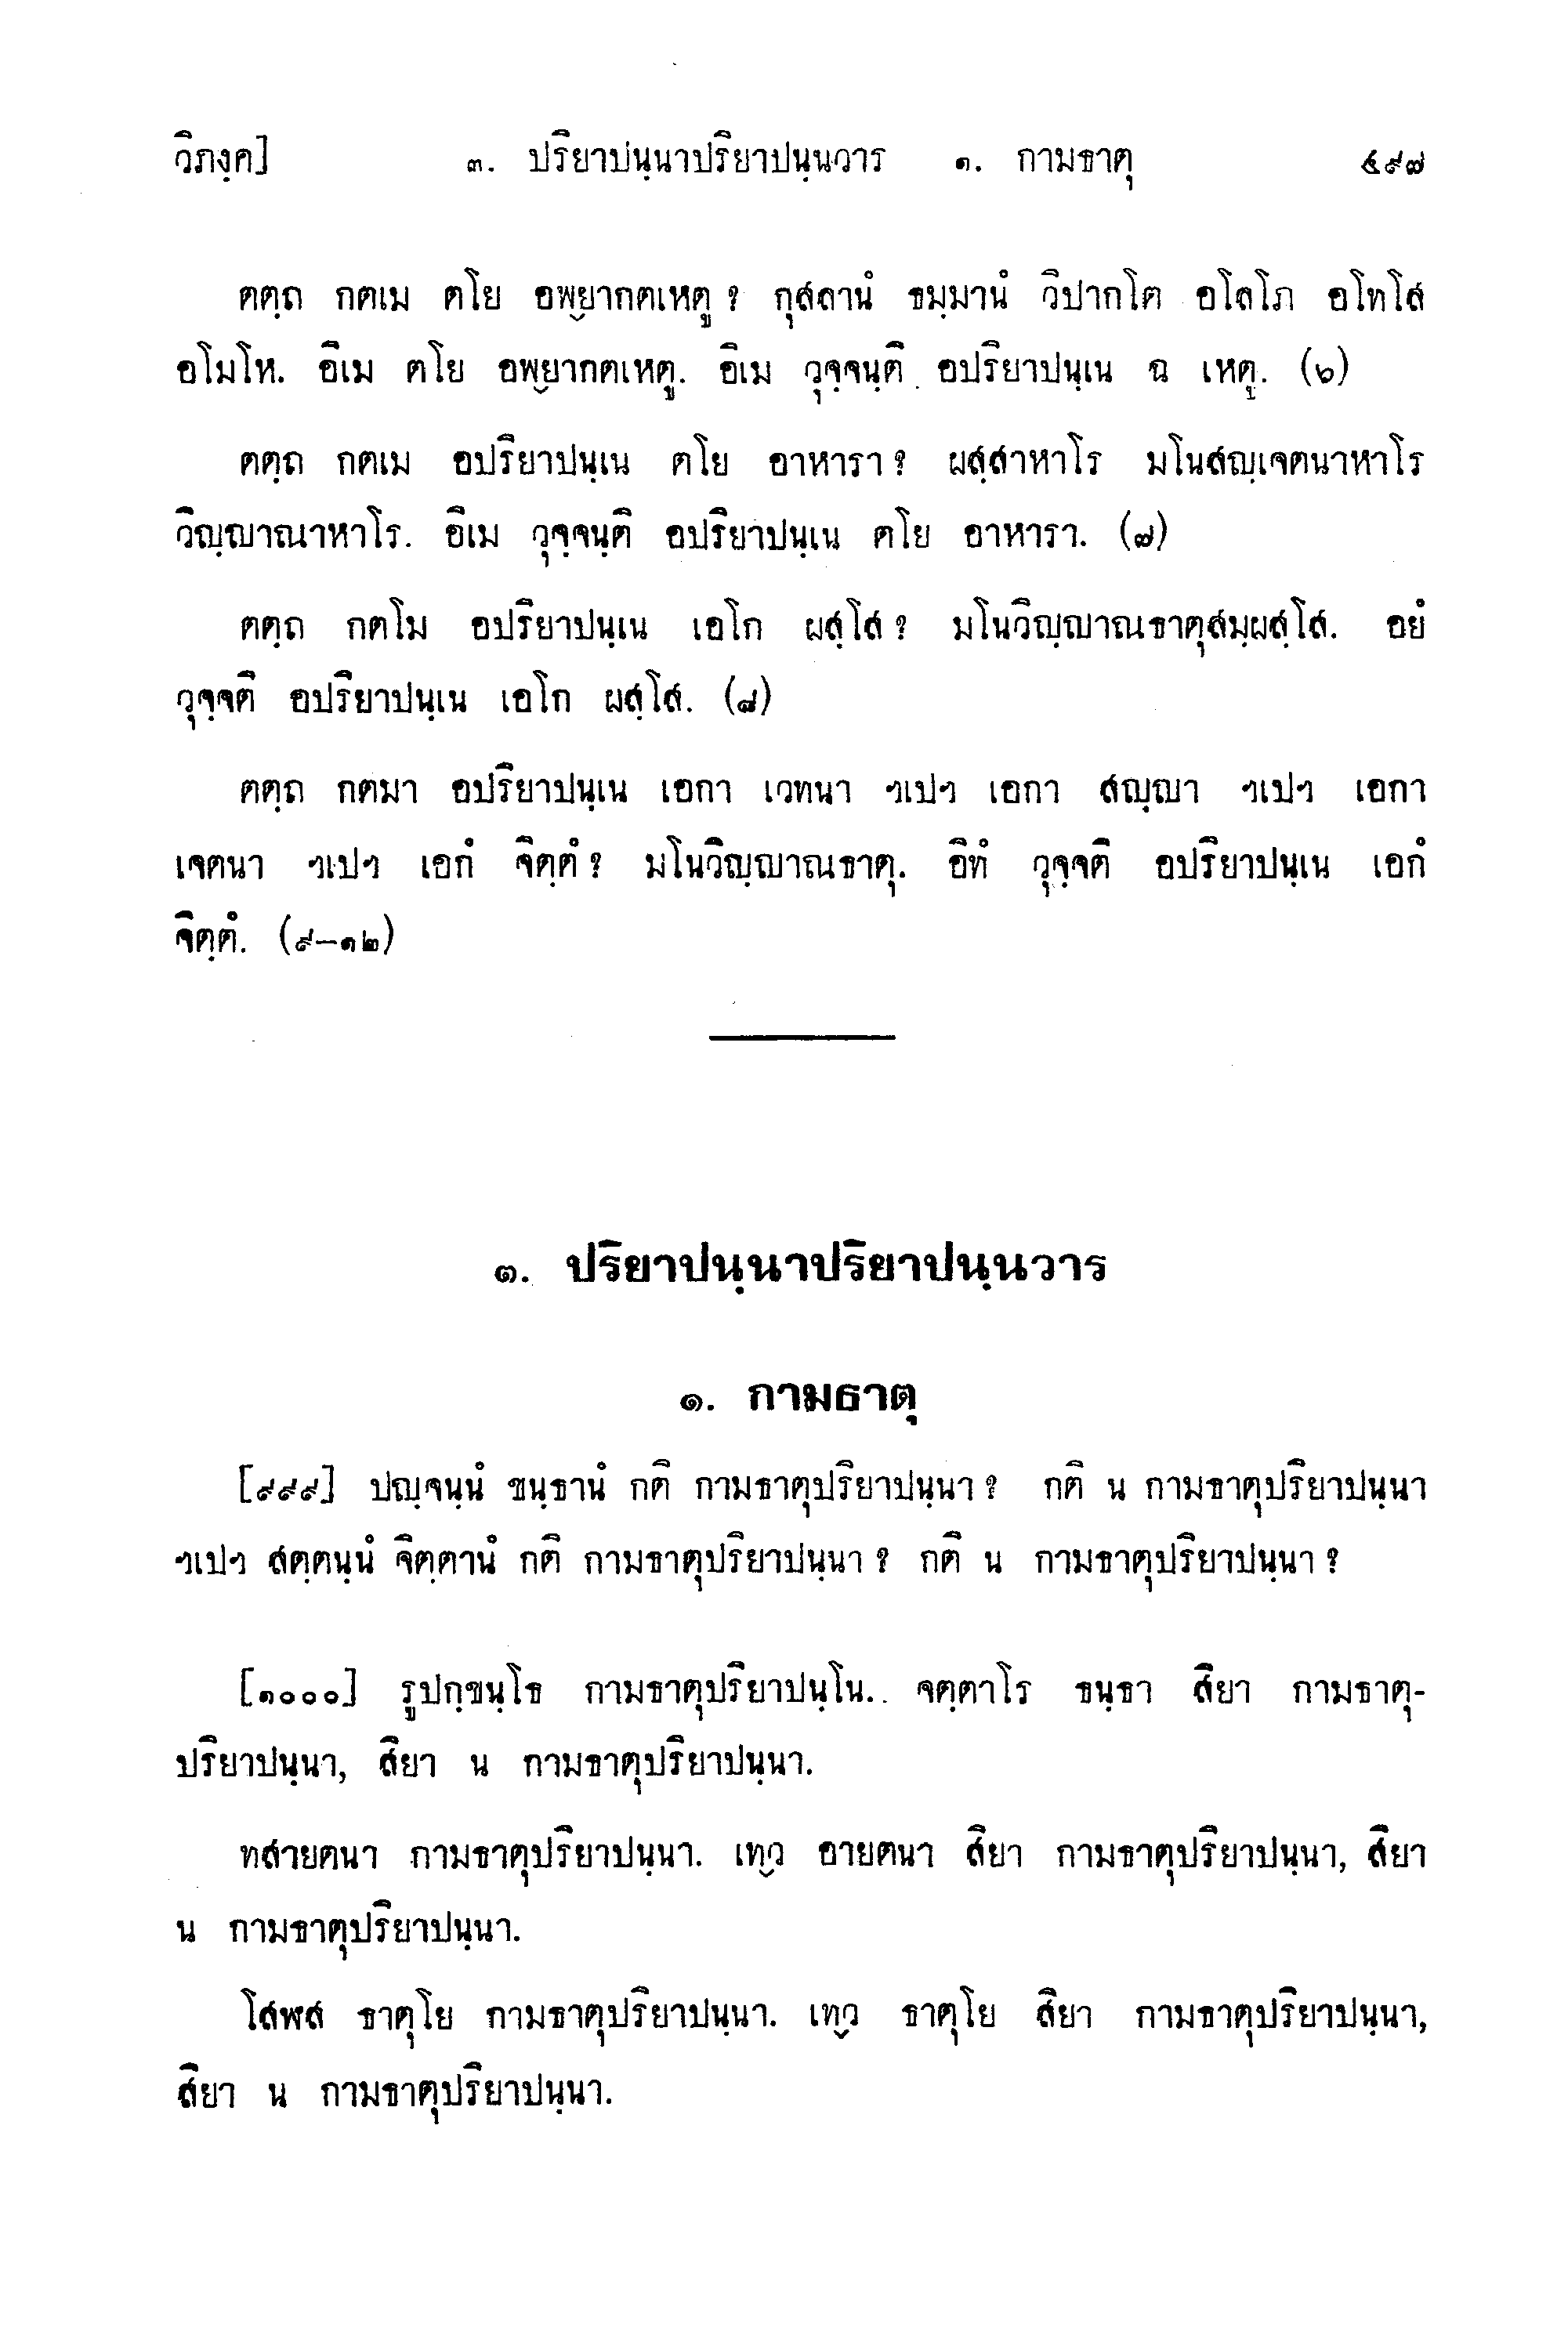 วิภงฺค] ๓. ปริยาปนฺนาปริยาปนฺนวาร ๑. กามธาตุ ๕๙๗
ตตฺถ กตเม ตโย อพฺยากตเหตู ? กุสลานํ ธมฺมานํ วิปากโต อโลโภ อโทโส
อโมโห. อิเม ตโย อพฺยากตเหตู. อิเม วุจฺจนฺติ อปริยาปนฺเน ฉ เหตู. (๖)
ตตฺถ กตเม อปริยาปนฺเน ตโย อาหารา ? ผสฺสาหาโร มโนสญฺเจตนาหาโร
วิญฺญาณาหาโร. อิเม วุจฺจนฺติ อปริยาปนฺเน ตโย อาหารา. (๗)
ตตฺถ กตโม อปริยาปนฺเน เอโก ผสฺโส ? มโนวิญฺญาณธาตุสมฺผสฺโส. อยํ
วุจฺจติ อปริยาปนฺเน เอโก ผสฺโส. (๘)
ตตฺถ กตมา อปริยาปนฺเน เอกา เวทนา ฯเปฯ เอกา สญฺญา ฯเปฯ เอกา
เจตนา ฯเปฯ เอกํ จิตฺตํ ? มโนวิญฺญาณธาตุ. อิทํ วุจฺจติ อปริยาปนฺเน เอกํ
จิตฺตํ. (๙–๑๒)
๓. ปริยาปนฺนาปริยาปนฺนวาร
๑. กามธาตุ
[๙๙๙] ปญฺจนฺนํ ขนฺธานํ กติ กามธาตุปริยาปนฺนา ? กติ น กามธาตุปริยาปนฺนา
ฯเปฯ สตฺตนฺนํ จิตฺตานํ กติ กามธาตุปริยาปนฺนา ? กติ น กามธาตุปริยาปนฺนา ?
[๑๐๐๐] รูปกฺขนฺโธ กามธาตุปริยาปนฺโน. จตฺตาโร ธนฺธา สิยา กามธาตุ-
ปริยาปนฺนา, สิยา น กามธาตุปริยาปนฺนา.
ทสายตนา กามธาตุปริยาปนฺนา. เทฺว อายตนา สิยา กามธาตุปริยาปนฺนา, สิยา
น กามธาตุปริยาปนฺนา.
โสฬส ธาตุโย กามธาตุปริยาปนฺนา. เทฺว ธาตุโย สิยา กามธาตุปริยาปนฺนา,
สิยา น กามธาตุปริยาปนฺนา.